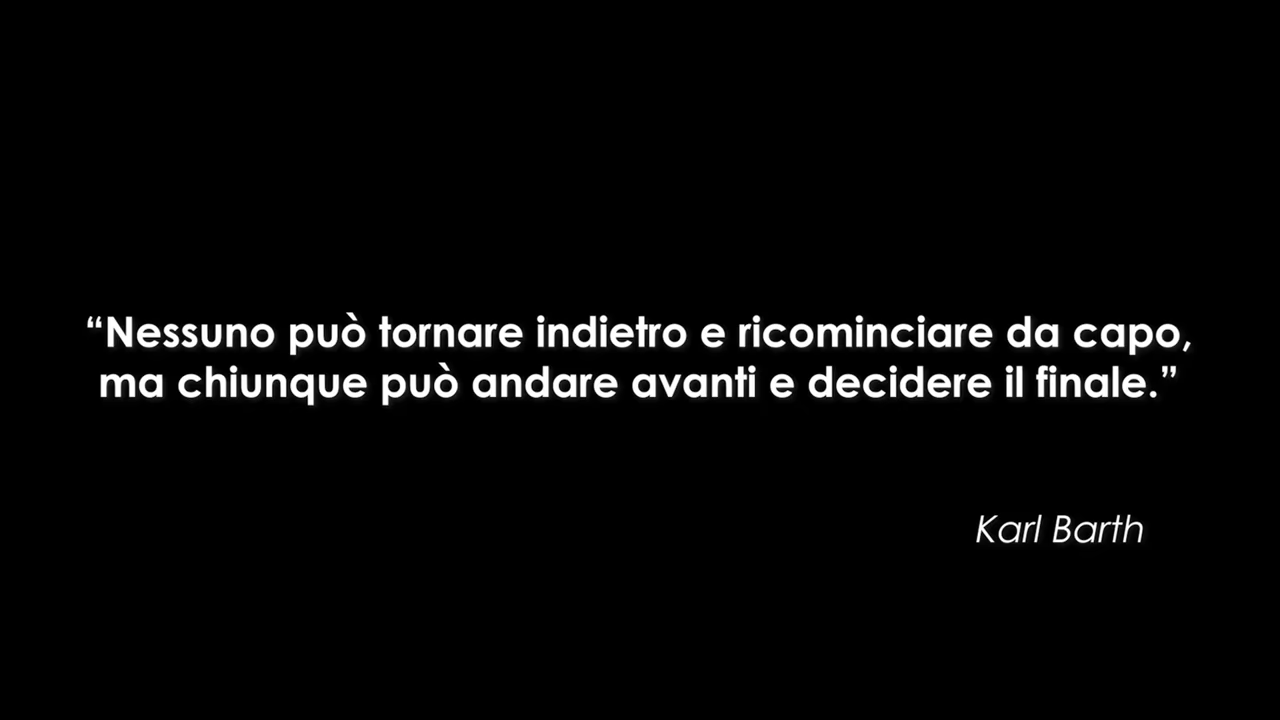 “Nessuno può tornare indietro e ricominciare da capo,
ma chiunque può andare avanti e decidere il finale.”
Karl Barth